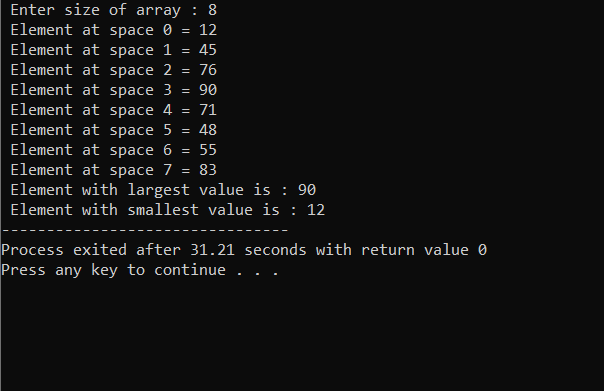 Enter size of array : 8
Element at space 0 = 12
Element at space 1 = 45
Element at space 2 = 76
Element at space 3 = 90
Element at space 4 = 71
Element at space 5 = 48
Element at space 6 = 55
Element at space 7 = 83
Element with largest value is : 90
Element with smallest value is : 12
--------------------------------
Process exited after 31.21 seconds with return value 0
Press any key to continue . . .